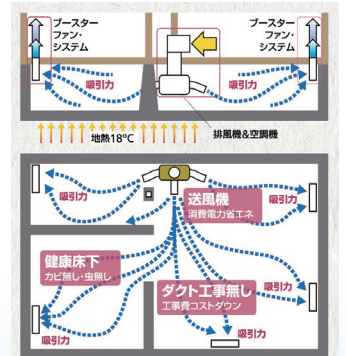 ブースター
ファン・
システム
ブースター
ファン・
システム
吸引力
吸引力
地熱18℃
排風機&空調機
吸引力
送風機
消費電力省エネ
吸引力
健康床下
カビ無し・虫無し
ダクト工事無し
工事費コストダウン
吸引力
吸引力
吸引力